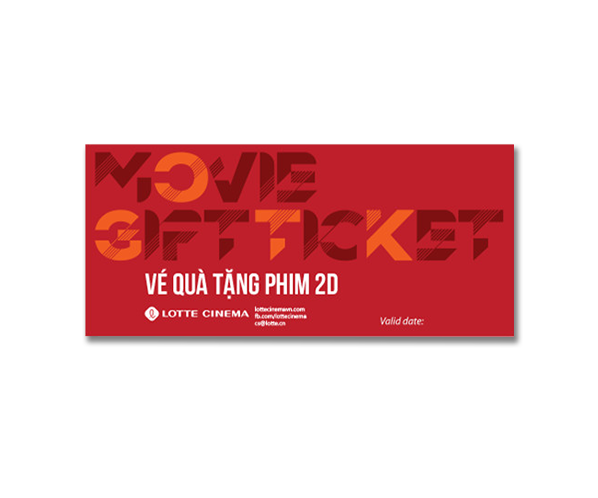 MOVIE
GIFT TICKET
VÉ QUÀ TẶNG PHIM 2D
LOTTE CINEMA
lottecinemavn.com
fb.com/lottecinema
cs@lotte.cn
Valid date: